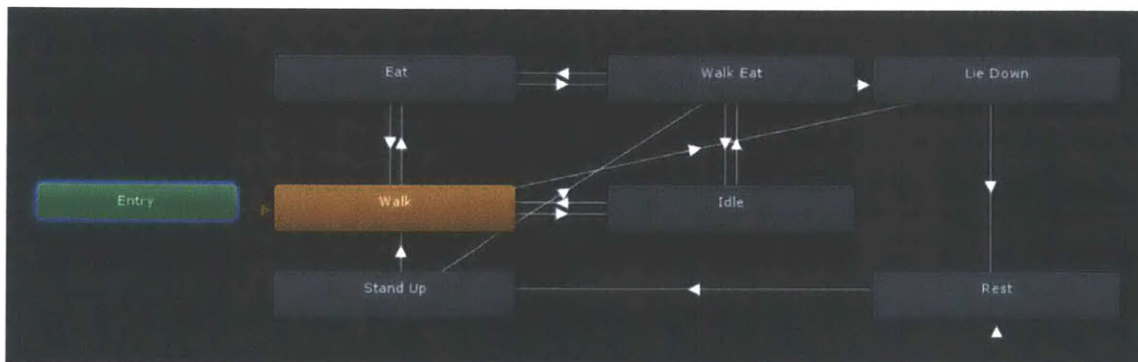 Eat
Walk Eat
Lie Down
Entry
Walk
Idle
Stand Up
Rest